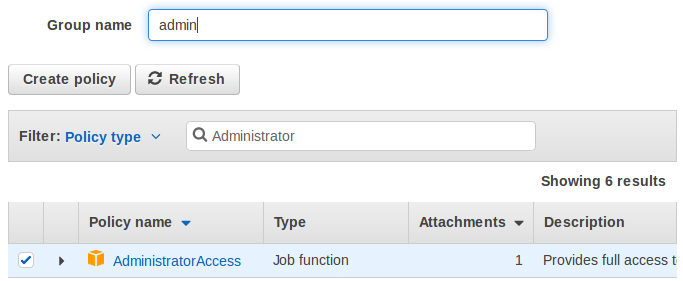 Group name admin
Create policy Refresh
Filter: Policy type Administrator
Showing 6 results
Policy name Type Attachments Description
AdministratorAccess Job function 1 Provides full access t